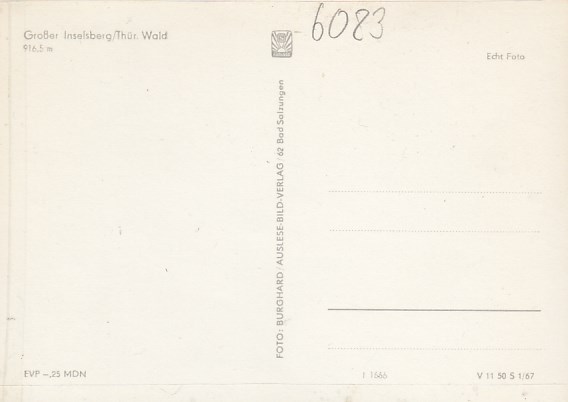 Großer Inselsberg/Thür. Wald
916,5 m
6083
Echt Foto
FOTO: BURGHARD / AUSLESE-BILD-VERLAG / 62 Bad Salzungen
EVP –,25 MDN
V 11 50 S 1/67